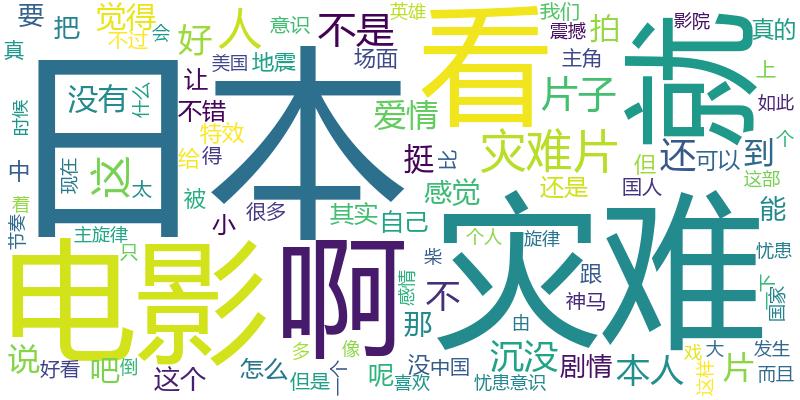 要
把
觉得
不过
会
意识
不是
英雄
我们
震撼
拍
影院
真的
真
好
人
美国
地震
场面
看
主角
就
上
如此
日本
没有
什么
让
不错
爱情
片子
时候
特效
挺
比
灾难片
还
可以
到
个
中
现在
这
太
给
得
但
这部
着
被
小
很多
其实
自己
感觉
还是
国人
能
节奏
主旋律
只
电影
啊
感情
柴
不
个人
旋律
灾难
跟
神马
忧患
下
国家
那
由
说
好看
吧
倒
这个
怎么
多
但是
像
呢
喜欢
没
中国
忧患意识
沉没
剧情
本人
戏
这样
大
片
发生
而且